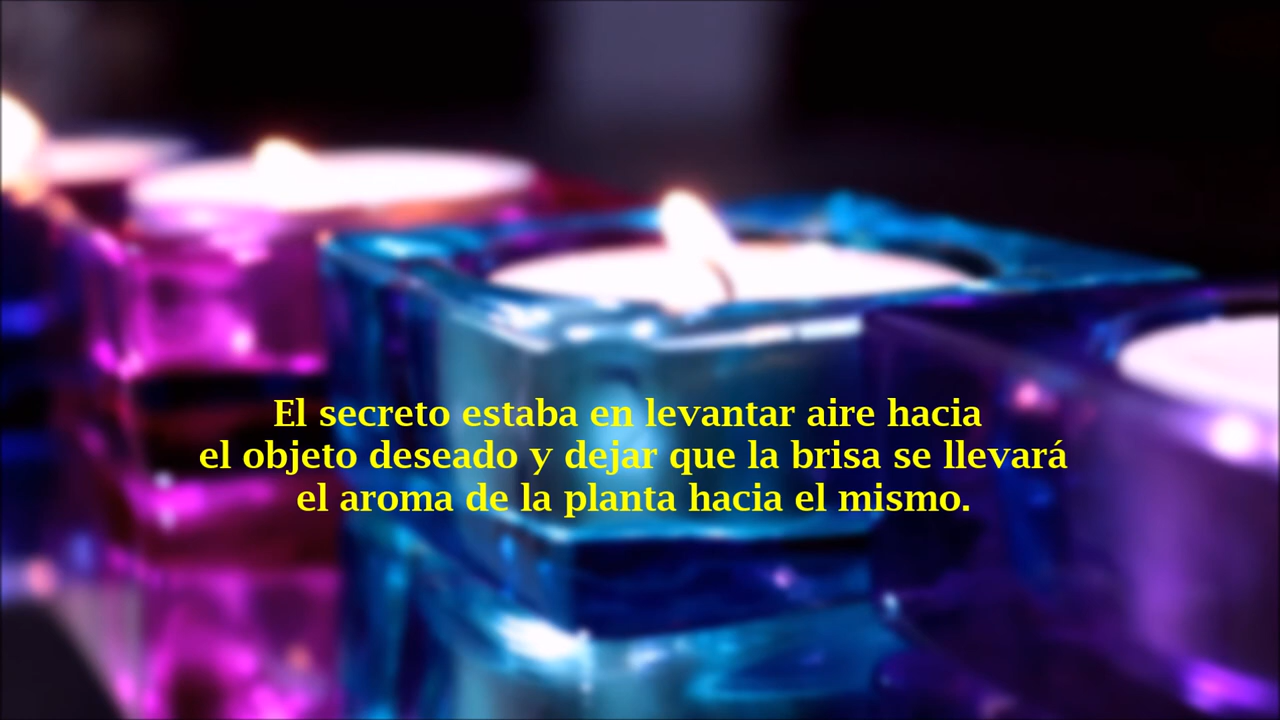 El secreto estaba en levantar aire hacia
el objeto deseado y dejar que la brisa se llevará
el aroma de la planta hacia el mismo.